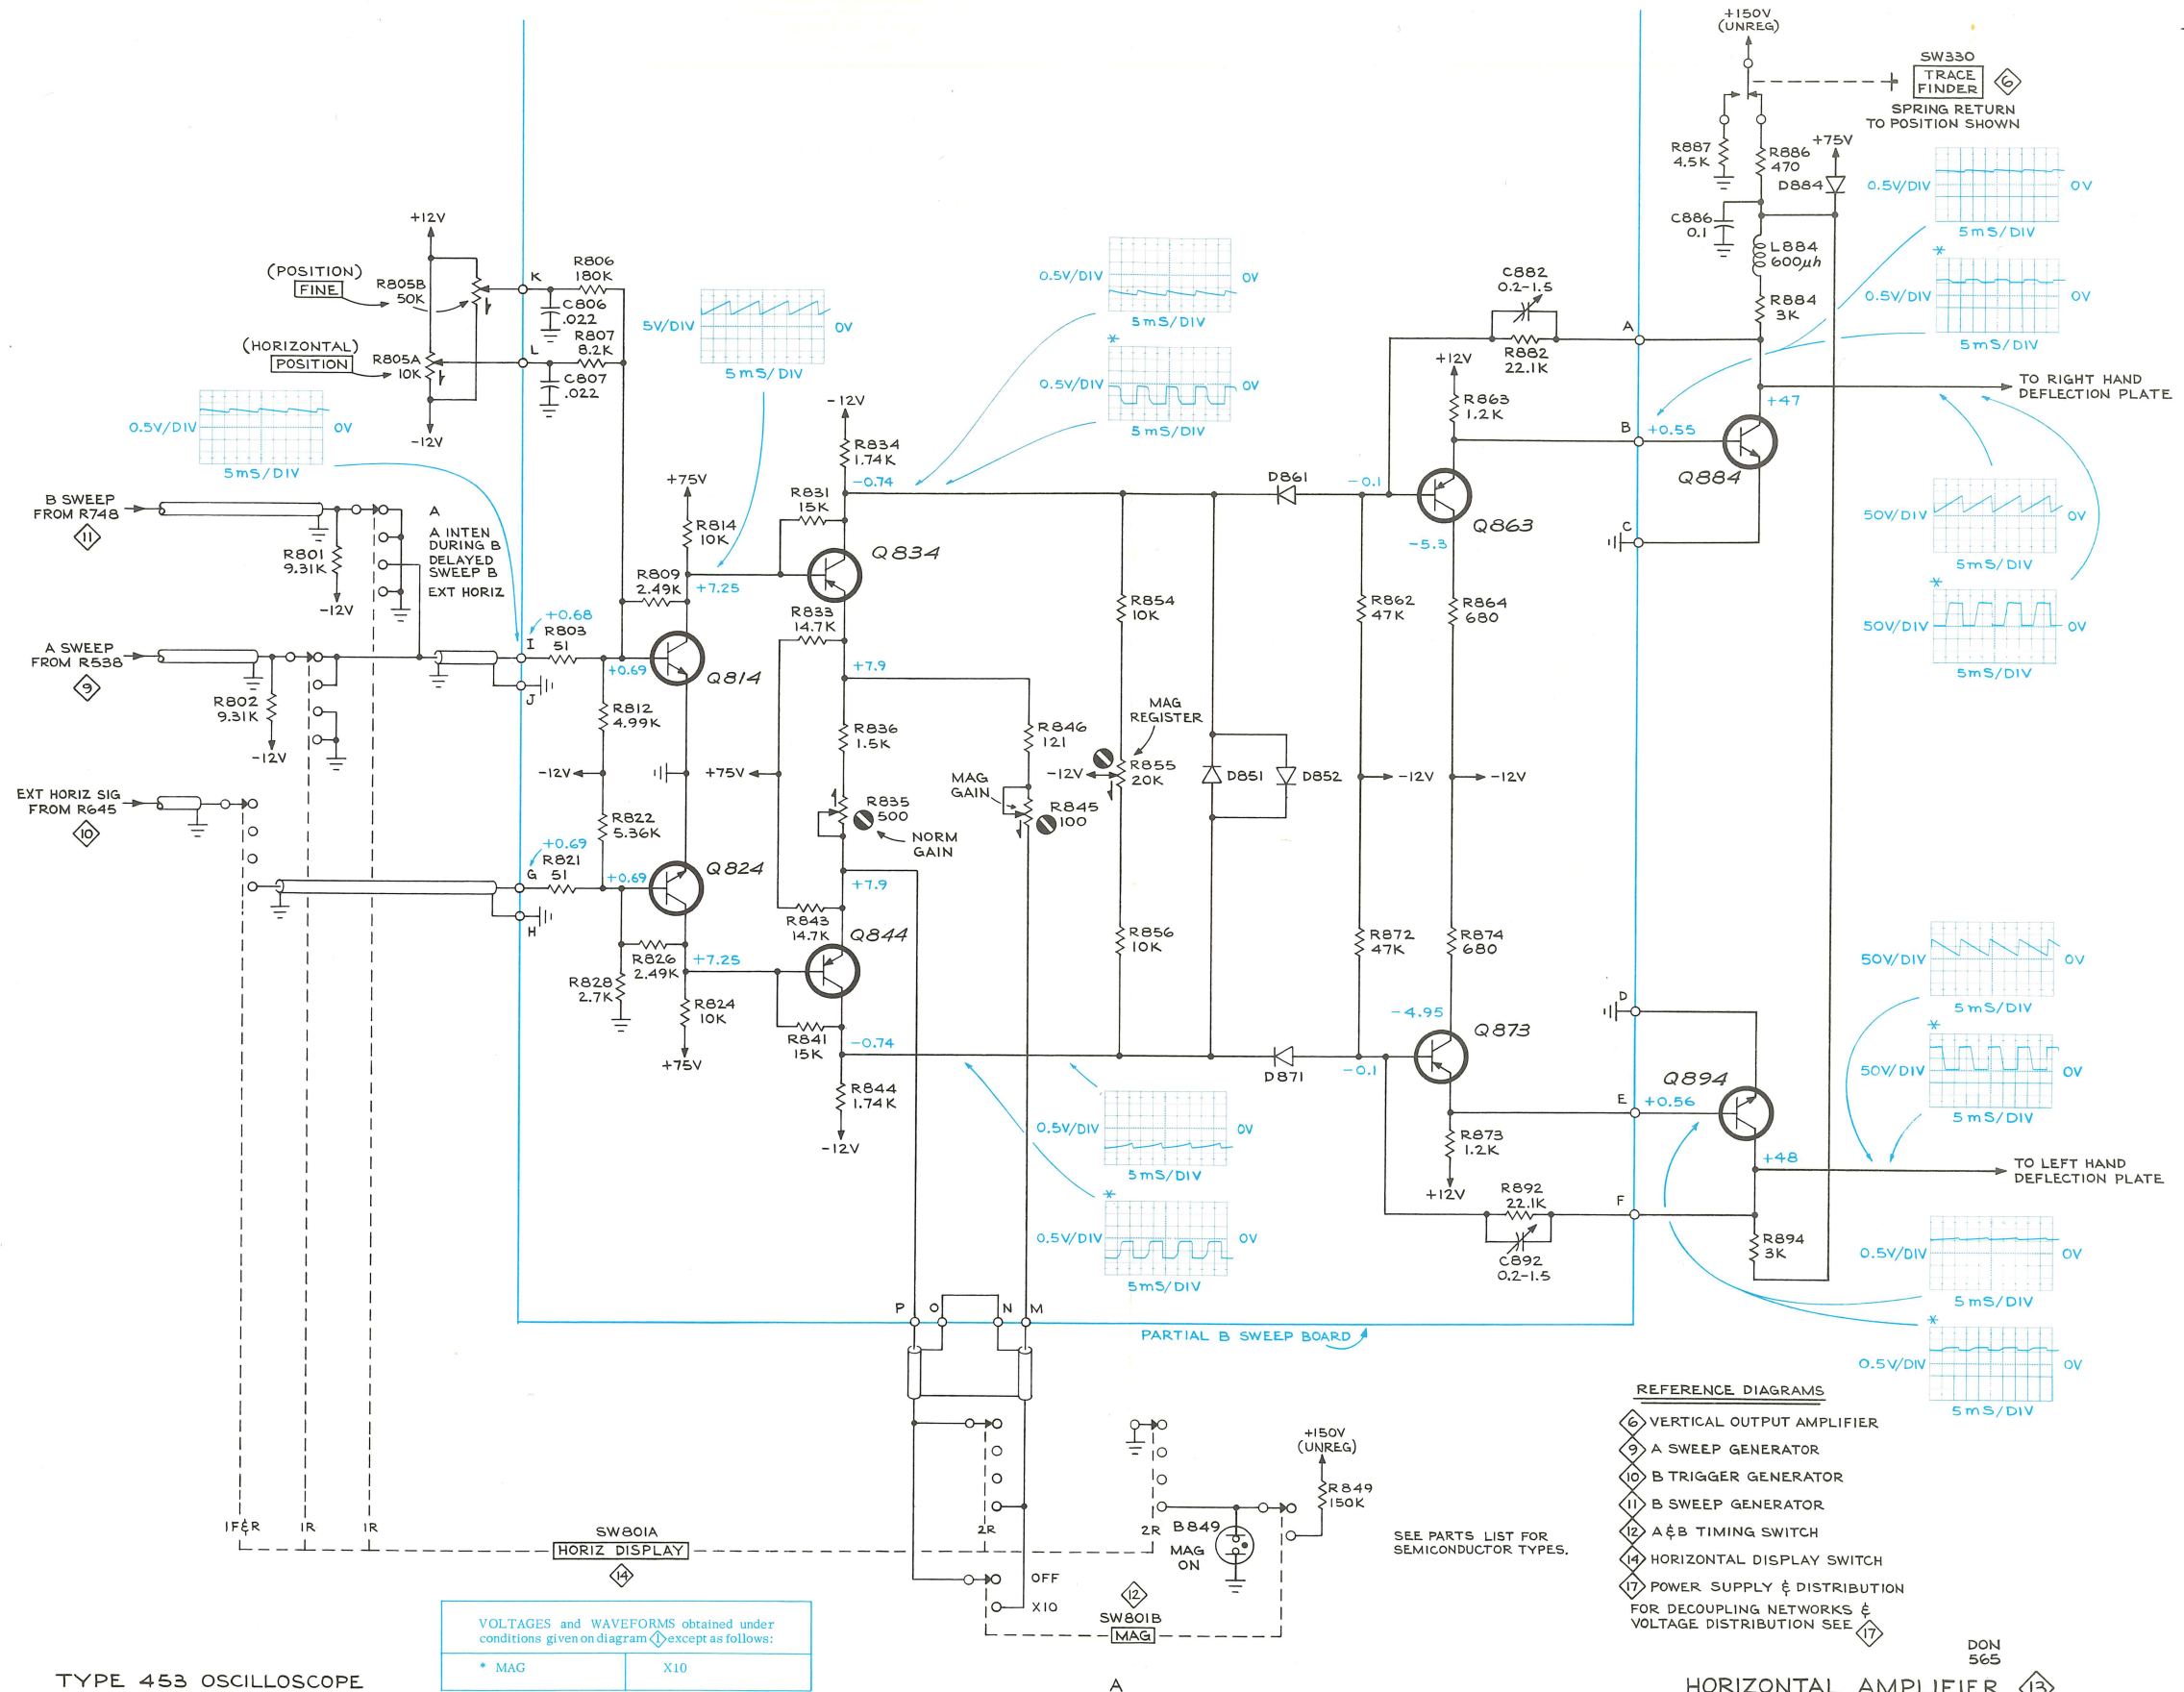 +150V
(UNREG)
SW330
TRACE
FINDER
6
SPRING RETURN
TO POSITION SHOWN
R887
4.5K
R886
470
+75V
D884
0.5V/DIV
0V
5mS/DIV
C886
0.1
L884
600µh
*
0.5V/DIV
0V
5mS/DIV
R884
3K
+12V
(POSITION)
FINE
R805B
50K
K
R806
180K
C806
.022
L
R807
8.2K
C807
.022
(HORIZONTAL)
POSITION
R805A
10K
-12V
5V/DIV
0V
5mS/DIV
0.5V/DIV
0V
5mS/DIV
*
0.5V/DIV
0V
5mS/DIV
C882
0.2-1.5
R882
22.1K
A
+12V
R863
1.2K
B
+0.55
+47
TO RIGHT HAND
DEFLECTION PLATE
Q884
C
0.5V/DIV
0V
5mS/DIV
-12V
R834
1.74K
-0.74
+75V
R814
10K
R831
15K
Q834
D861
-0.1
Q863
-5.3
50V/DIV
0V
5mS/DIV
*
50V/DIV
0V
5mS/DIV
B SWEEP
FROM R748
11
R801
9.31K
-12V
A
A INTEN
DURING B
DELAYED
SWEEP B
EXT HORIZ
R809
2.49K
+7.25
R833
14.7K
+7.9
R854
10K
R862
47K
R864
680
A SWEEP
FROM R538
9
R802
9.31K
-12V
+0.68
I
R803
51
J
+0.69
Q814
R812
4.99K
-12V
R822
5.36K
+75V
R836
1.5K
R835
500
NORM
GAIN
R846
121
MAG
GAIN
R845
100
MAG
REGISTER
-12V
R855
20K
D851
D852
-12V
-12V
EXT HORIZ SIG
FROM R645
10
+0.69
G
R821
51
H
+0.69
Q824
+7.9
R843
14.7K
Q844
R826
2.49K
+7.25
R828
2.7K
R824
10K
+75V
R841
15K
-0.74
R844
1.74K
-12V
R856
10K
R872
47K
R874
680
D871
-0.1
-4.95
Q873
R873
1.2K
+12V
D
Q894
E
+0.56
+48
TO LEFT HAND
DEFLECTION PLATE
F
R892
22.1K
C892
0.2-1.5
R894
3K
50V/DIV
0V
5mS/DIV
*
50V/DIV
0V
5mS/DIV
0.5V/DIV
0V
5mS/DIV
*
0.5V/DIV
0V
5mS/DIV
0.5V/DIV
0V
5mS/DIV
*
0.5V/DIV
0V
5mS/DIV
P
O
N
M
PARTIAL B SWEEP BOARD
1F&R
1R
1R
SW801A
HORIZ DISPLAY
14
2R
2R
B849
MAG
ON
+150V
(UNREG)
R849
150K
OFF
X10
12
SW801B
MAG
SEE PARTS LIST FOR
SEMICONDUCTOR TYPES.
REFERENCE DIAGRAMS
6 VERTICAL OUTPUT AMPLIFIER
9 A SWEEP GENERATOR
10 B TRIGGER GENERATOR
11 B SWEEP GENERATOR
12 A & B TIMING SWITCH
14 HORIZONTAL DISPLAY SWITCH
17 POWER SUPPLY & DISTRIBUTION
FOR DECOUPLING NETWORKS &
VOLTAGE DISTRIBUTION SEE 17
VOLTAGES and WAVEFORMS obtained under
conditions given on diagram 1 except as follows:
* MAG
X10
DON
565
TYPE 453 OSCILLOSCOPE
A
HORIZONTAL AMPLIFIER 13